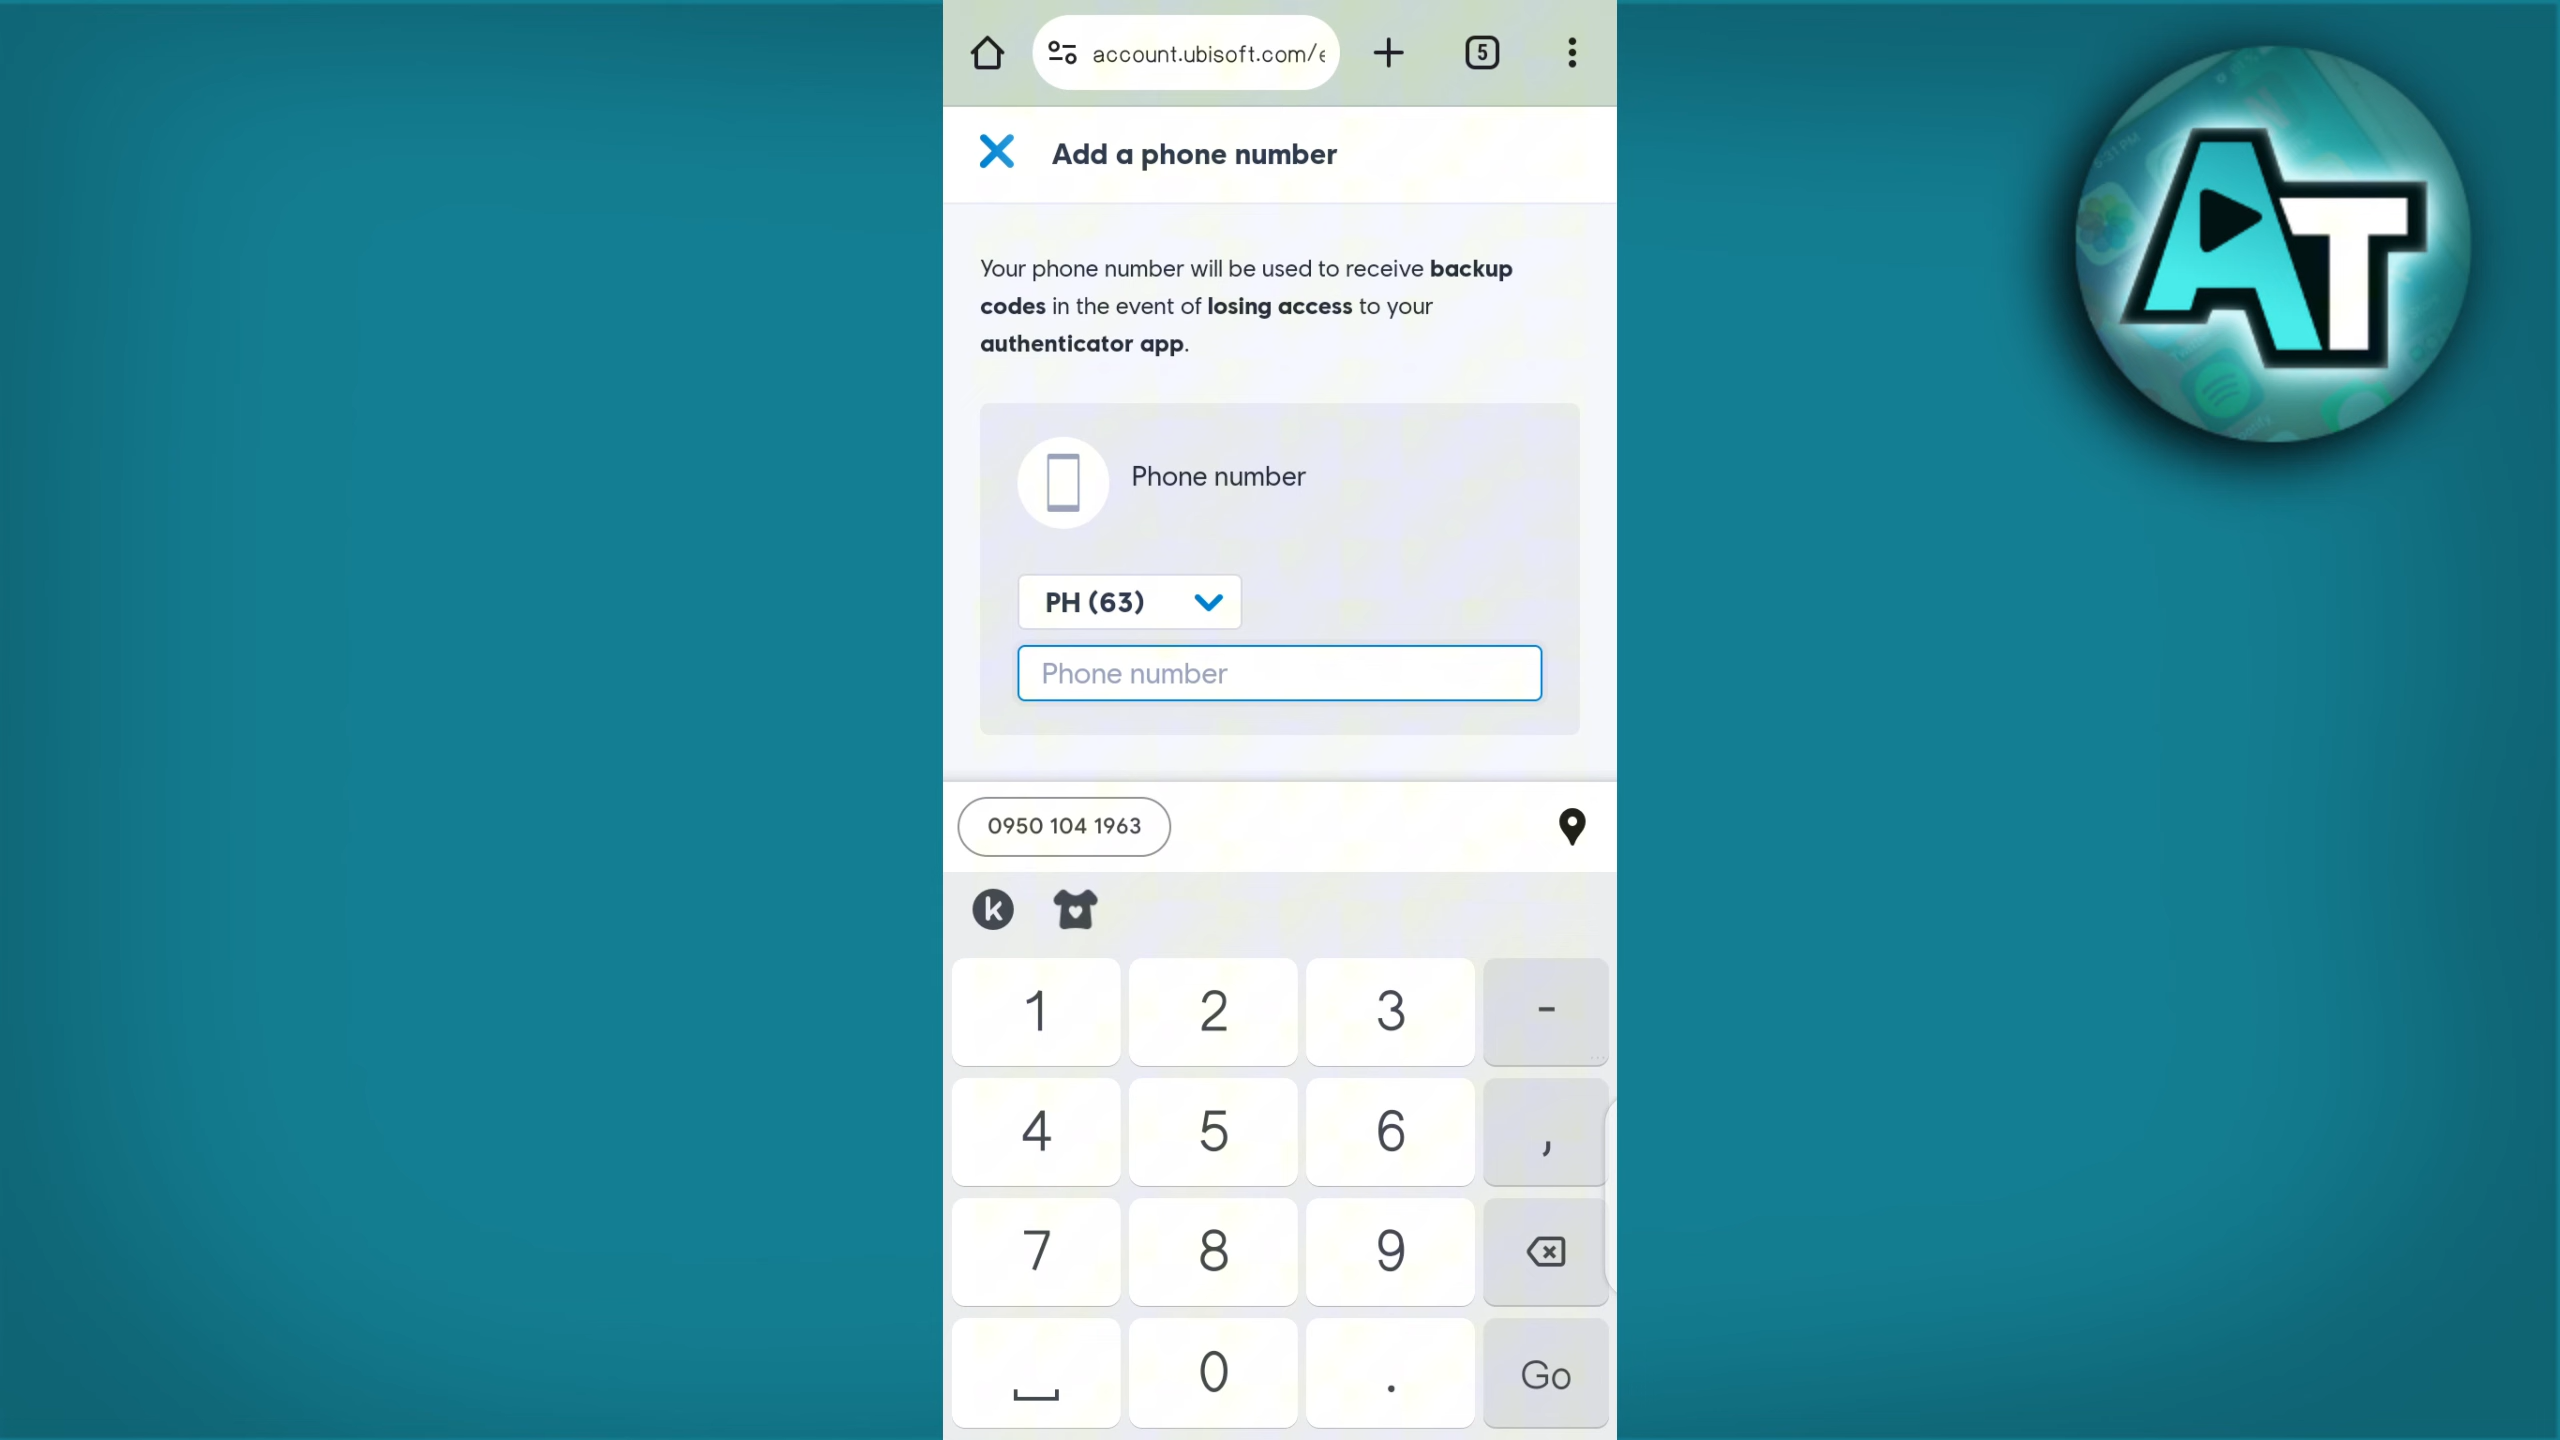 account.ubisoft.com/e
5
Add a phone number
Your phone number will be used to receive backup
codes in the event of losing access to your
authenticator app.
Phone number
PH (63)
Phone number
0950 104 1963
k
1 2 3 -
4 5 6 ,
7 8 9
0 . Go
AT